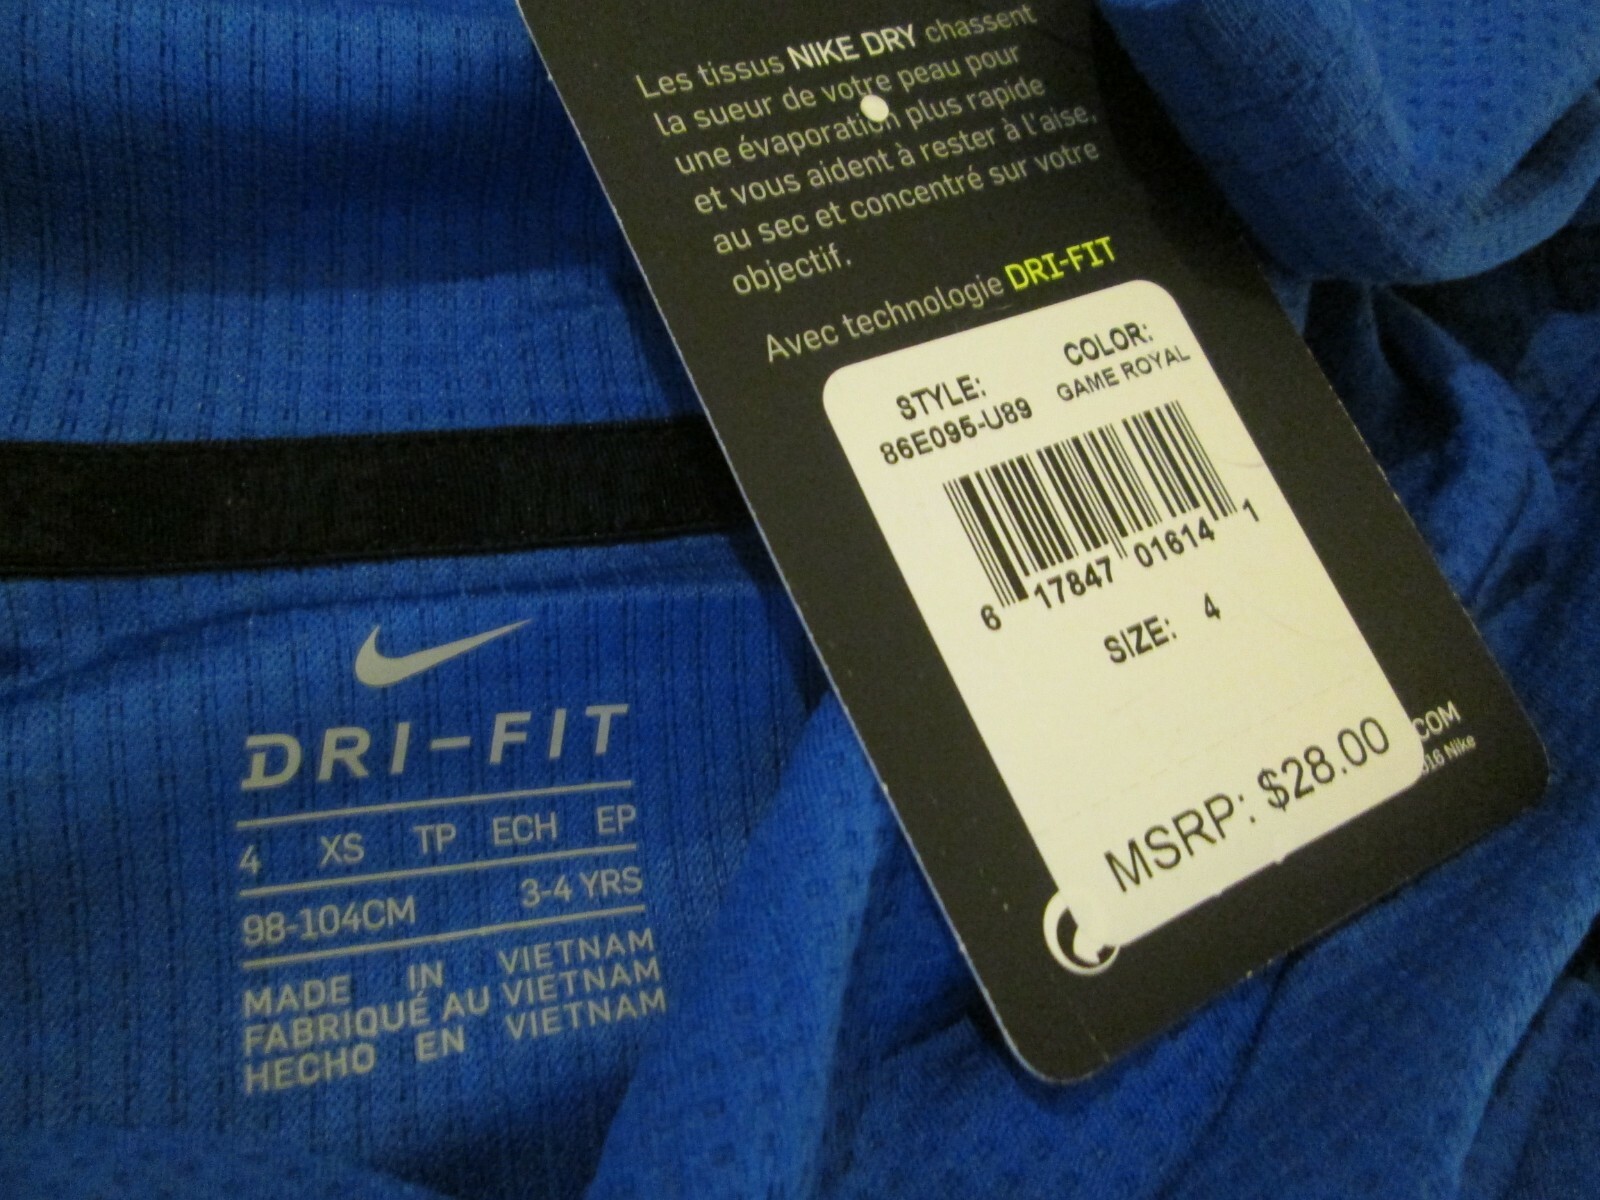 Les tissus NIKE DRY chassent
la sueur de votre peau pour
une évaporation plus rapide
et vous aident à rester à l'aise,
au sec et concentré sur votre
objectif.
Avec technologie DRI-FIT
STYLE:
86E095-U89
COLOR:
GAME ROYAL
6 17847 01614 1
SIZE: 4
MSRP: $28.00
.COM
016 Nike
DRI-FIT
4 XS TP ECH EP
98-104CM 3-4 YRS
MADE IN VIETNAM
FABRIQUÉ AU VIETNAM
HECHO EN VIETNAM